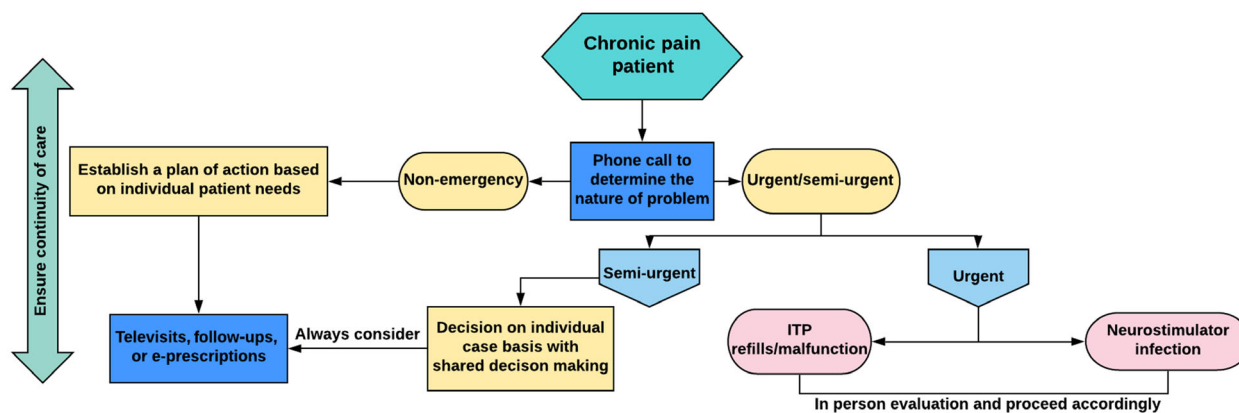 Chronic pain
patient
Ensure continuity of care
Establish a plan of action based
on individual patient needs
Non-emergency
Phone call to
determine the
nature of problem
Urgent/semi-urgent
Semi-urgent
Urgent
Televisits, follow-ups,
or e-prescriptions
Always consider
Decision on individual
case basis with
shared decison making
ITP
refills/malfunction
Neurostimulator
infection
In person evaluation and proceed accordingly